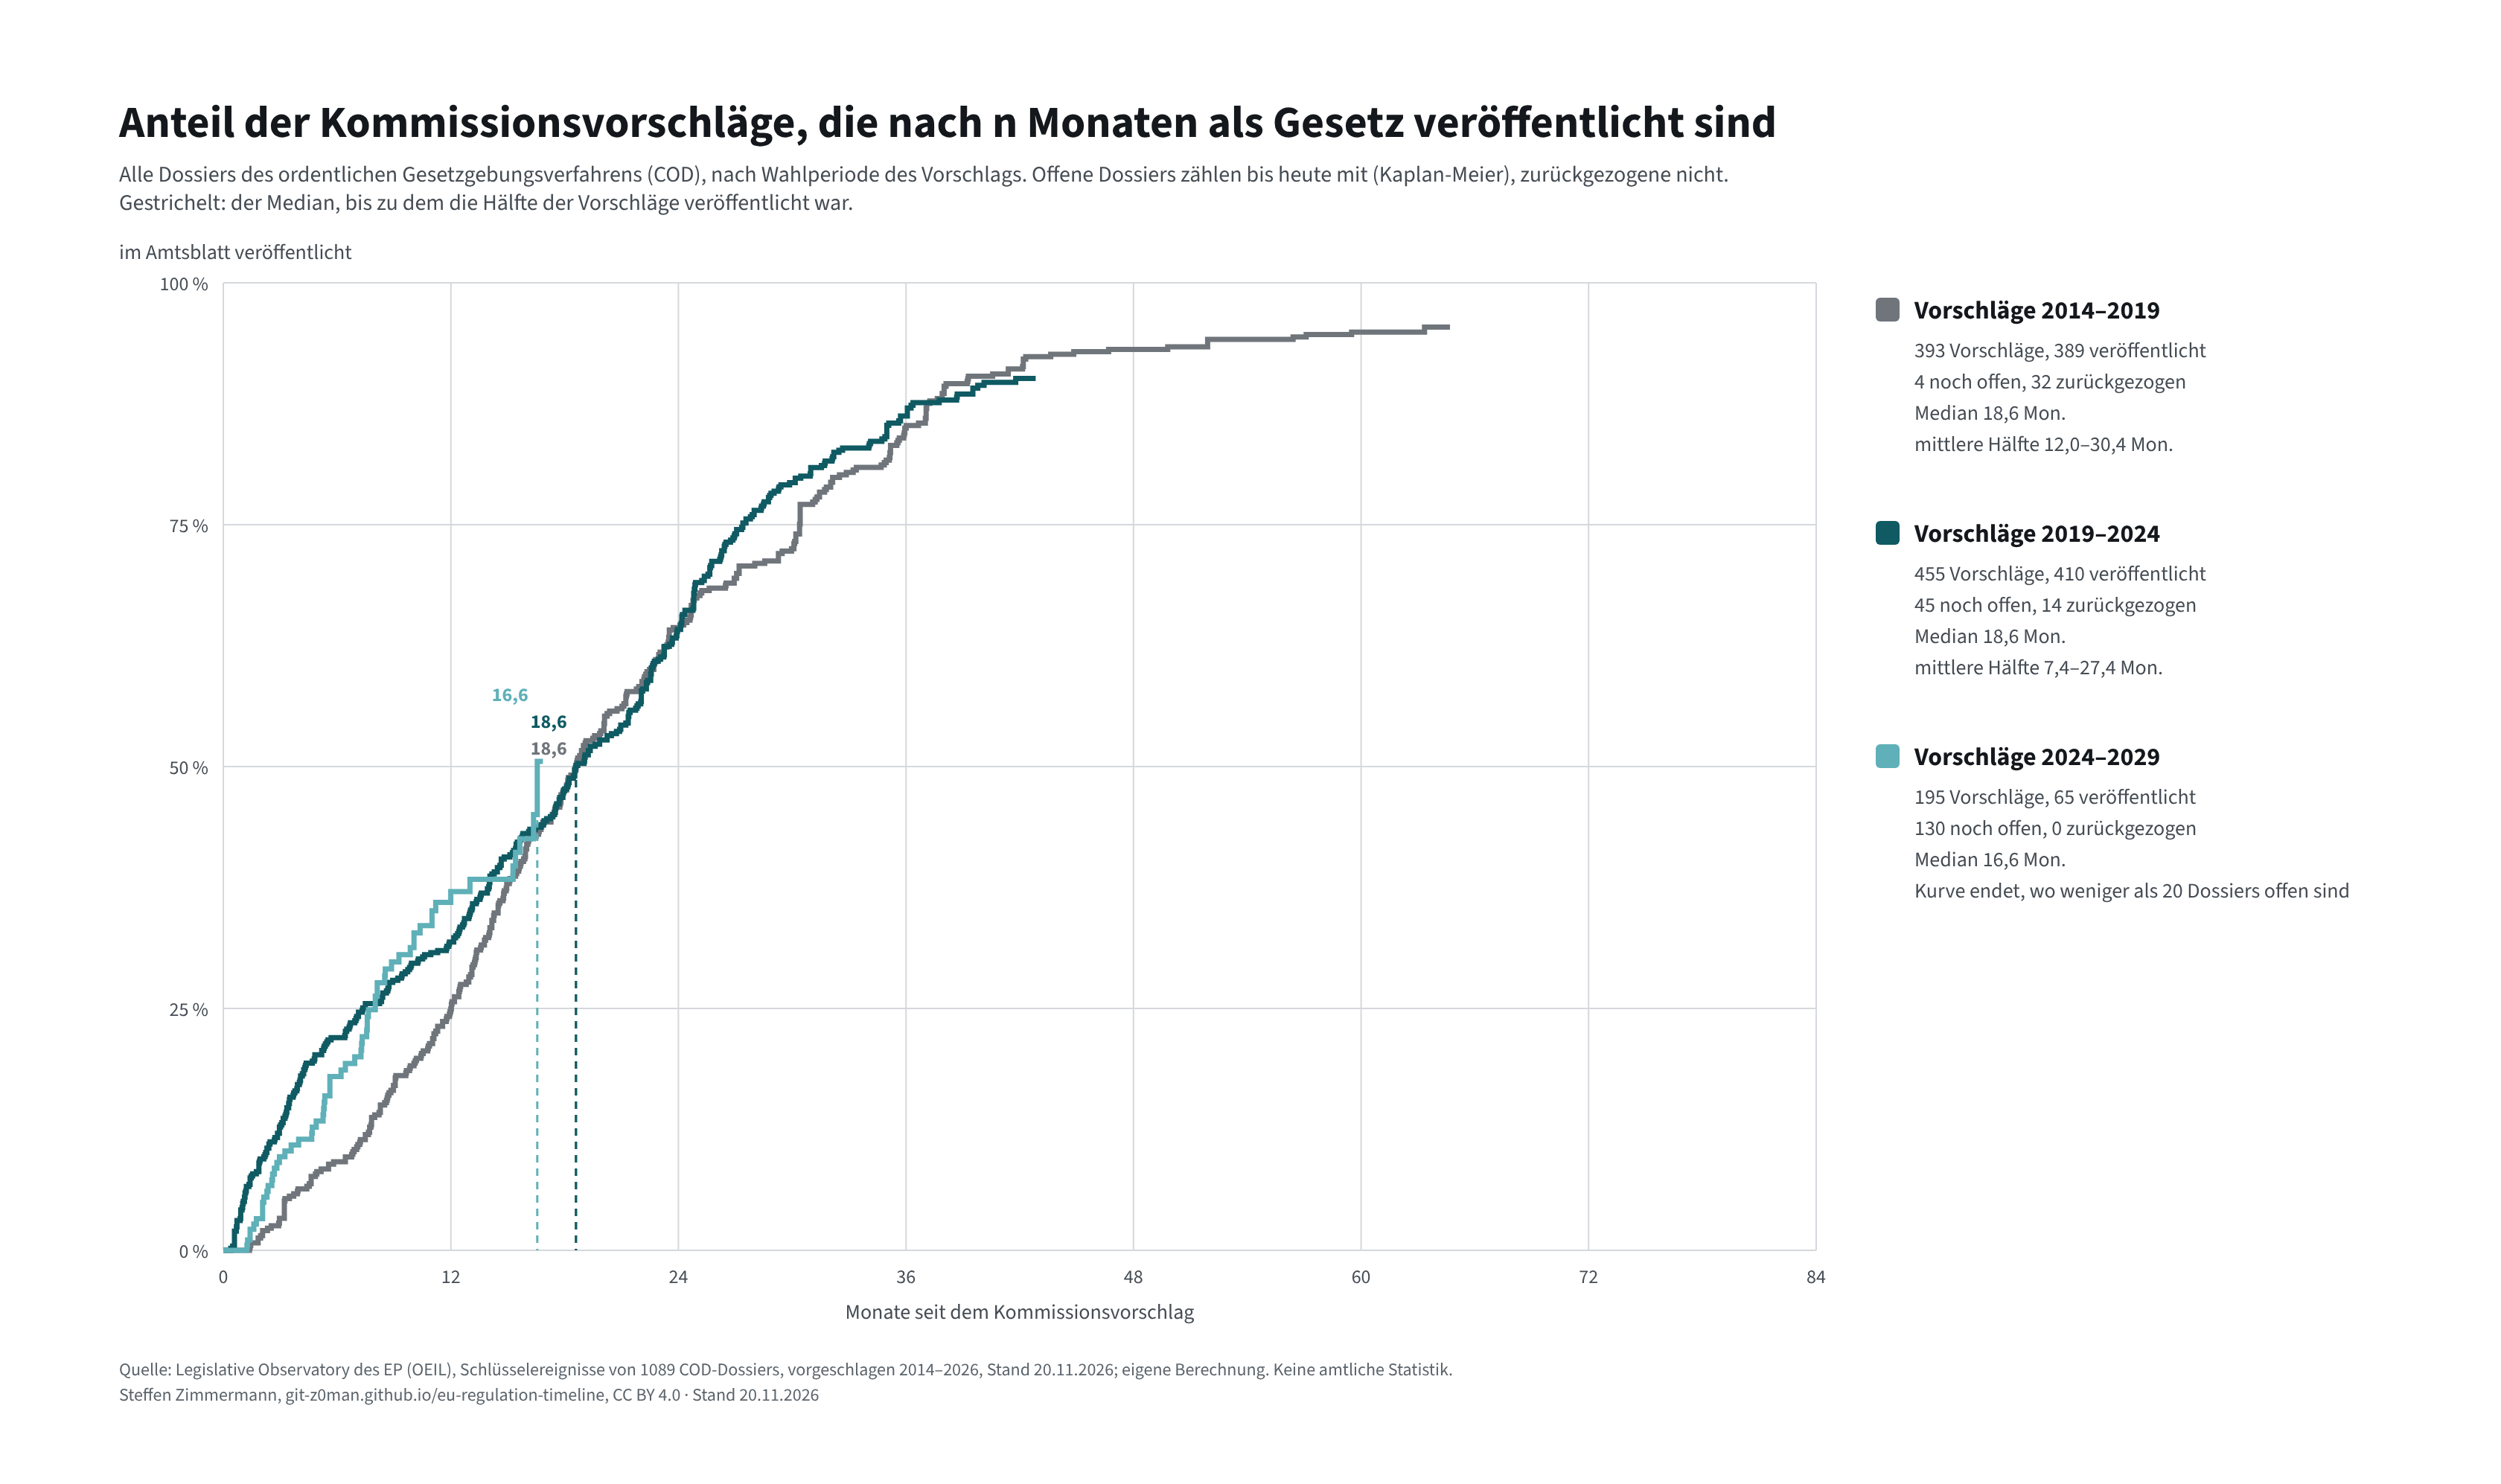 Anteil der Kommissionsvorschläge, die nach n Monaten als Gesetz veröffentlicht sind
Alle Dossiers des ordentlichen Gesetzgebungsverfahrens (COD), nach Wahlperiode des Vorschlags. Offene Dossiers zählen bis heute mit (Kaplan-Meier), zurückgezogene nicht.
Gestrichelt: der Median, bis zu dem die Hälfte der Vorschläge veröffentlicht war.
im Amtsblatt veröffentlicht
100 %
75 %
50 %
25 %
0 %
16,6
18,6
18,6
0 12 24 36 48 60 72 84
Monate seit dem Kommissionsvorschlag
Vorschläge 2014–2019
393 Vorschläge, 389 veröffentlicht
4 noch offen, 32 zurückgezogen
Median 18,6 Mon.
mittlere Hälfte 12,0–30,4 Mon.
Vorschläge 2019–2024
455 Vorschläge, 410 veröffentlicht
45 noch offen, 14 zurückgezogen
Median 18,6 Mon.
mittlere Hälfte 7,4–27,4 Mon.
Vorschläge 2024–2029
195 Vorschläge, 65 veröffentlicht
130 noch offen, 0 zurückgezogen
Median 16,6 Mon.
Kurve endet, wo weniger als 20 Dossiers offen sind
Quelle: Legislative Observatory des EP (OEIL), Schlüsselereignisse von 1089 COD-Dossiers, vorgeschlagen 2014–2026, Stand 20.11.2026; eigene Berechnung. Keine amtliche Statistik.
Steffen Zimmermann, git-z0man.github.io/eu-regulation-timeline, CC BY 4.0 · Stand 20.11.2026